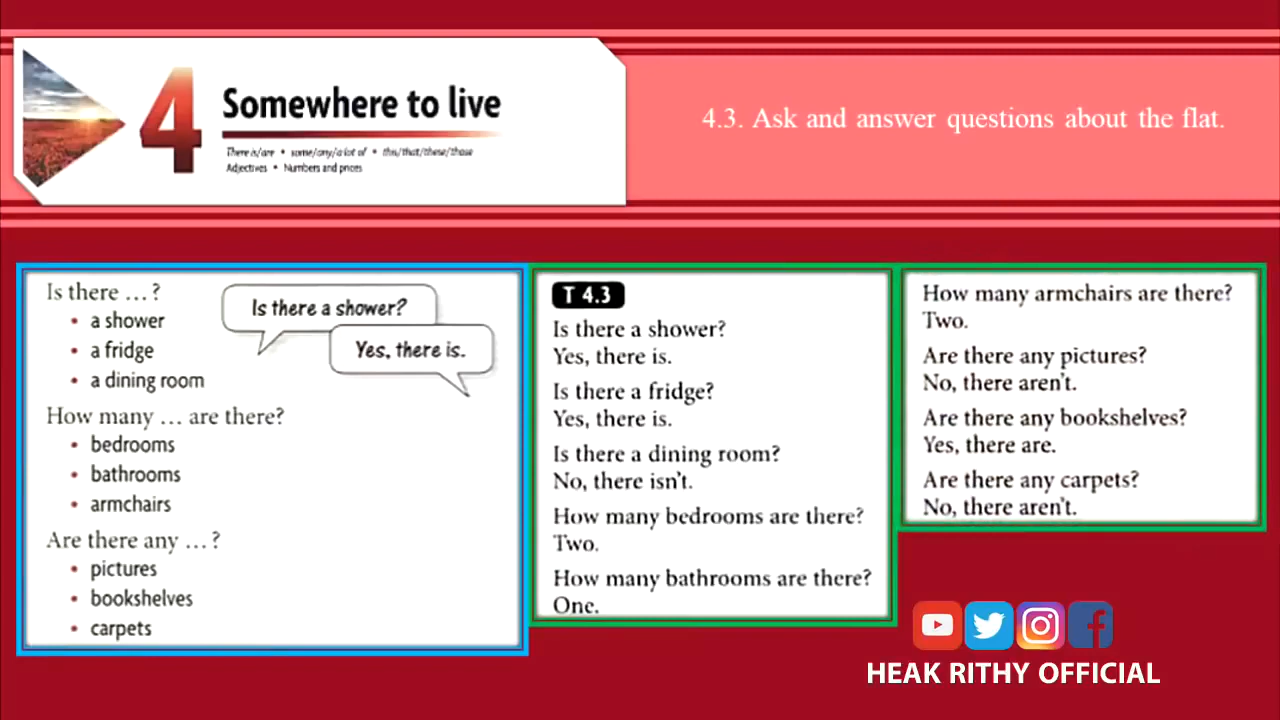 4
Somewhere to live
There is/are • some/any/a lot of • this/that/these/those
Adjectives • Numbers and prices
4.3. Ask and answer questions about the flat.
Is there ...?
• a shower
• a fridge
• a dining room
How many ... are there?
• bedrooms
• bathrooms
• armchairs
Are there any ...?
• pictures
• bookshelves
• carpets
Is there a shower?
Yes, there is.
T 4.3
Is there a shower?
Yes, there is.
Is there a fridge?
Yes, there is.
Is there a dining room?
No, there isn't.
How many bedrooms are there?
Two.
How many bathrooms are there?
One.
How many armchairs are there?
Two.
Are there any pictures?
No, there aren't.
Are there any bookshelves?
Yes, there are.
Are there any carpets?
No, there aren't.
HEAK RITHY OFFICIAL